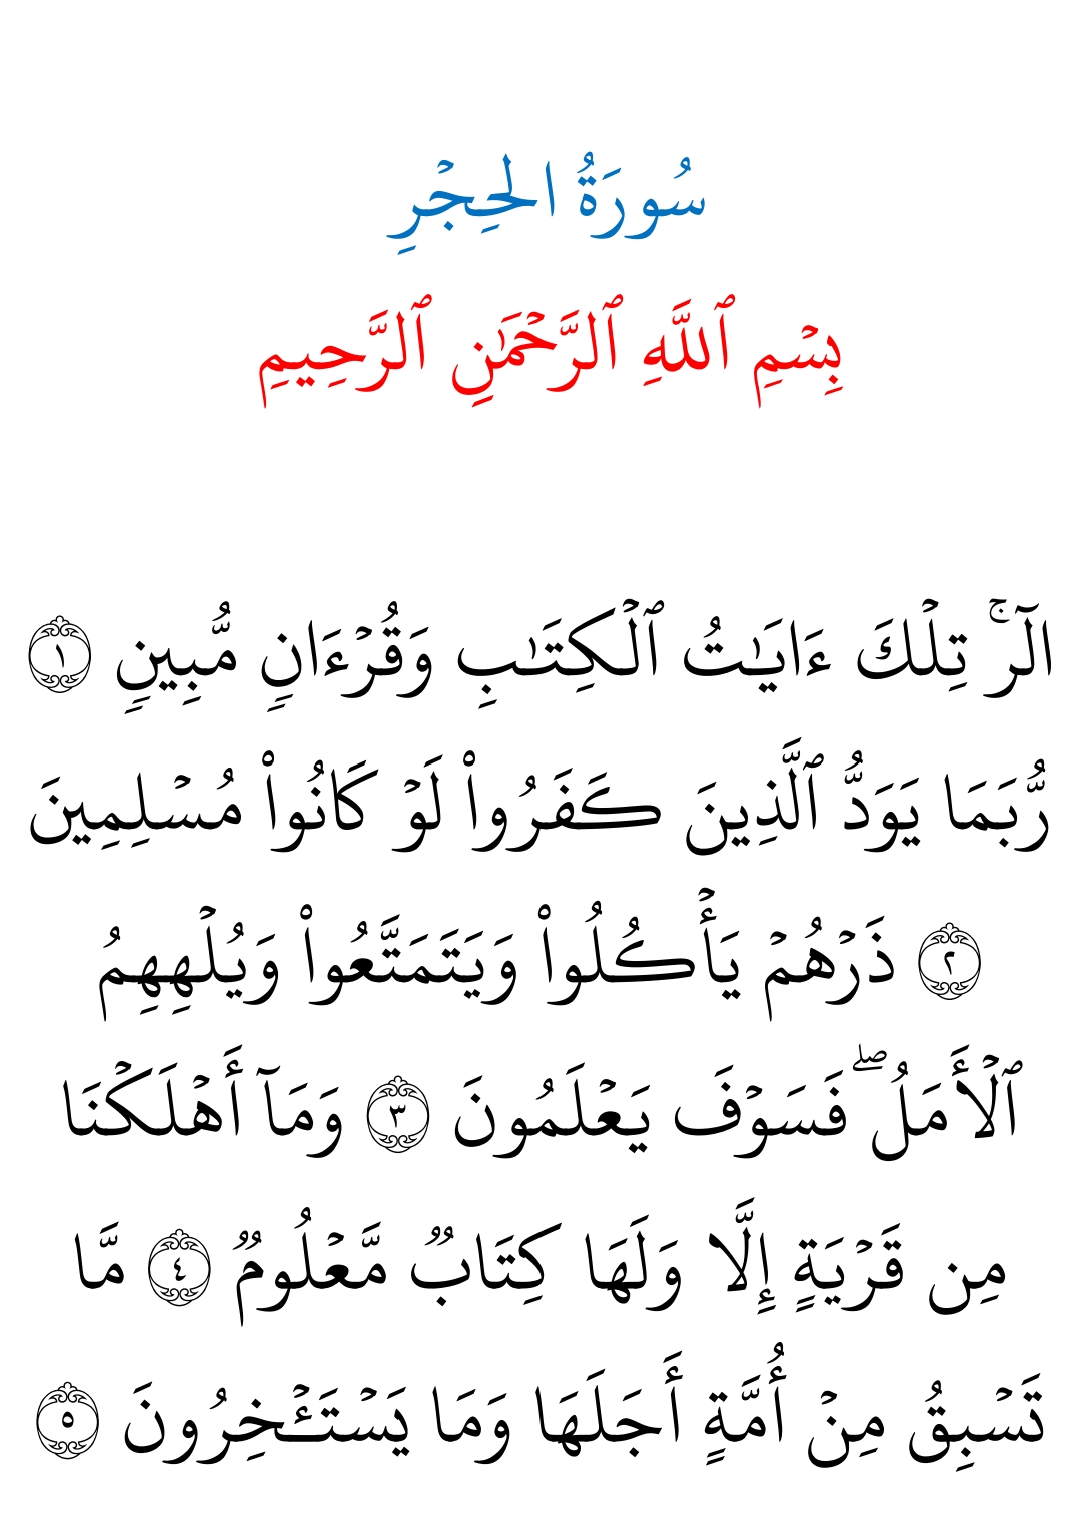 سُورَةُ الحِجۡرِ
بِسۡمِ ٱللَّهِ ٱلرَّحۡمَٰنِ ٱلرَّحِيمِ
الٓرۚ تِلۡكَ ءَايَٰتُ ٱلۡكِتَٰبِ وَقُرۡءَانٖ مُّبِينٖ ١
رُّبَمَا يَوَدُّ ٱلَّذِينَ كَفَرُواْ لَوۡ كَانُواْ مُسۡلِمِينَ
٢ ذَرۡهُمۡ يَأۡكُلُواْ وَيَتَمَتَّعُواْ وَيُلۡهِهِمُ
ٱلۡأَمَلُۖ فَسَوۡفَ يَعۡلَمُونَ ٣ وَمَآ أَهۡلَكۡنَا
مِن قَرۡيَةٍ إِلَّا وَلَهَا كِتَابٞ مَّعۡلُومٞ ٤ مَّا
تَسۡبِقُ مِنۡ أُمَّةٍ أَجَلَهَا وَمَا يَسۡتَـٔۡخِرُونَ ٥